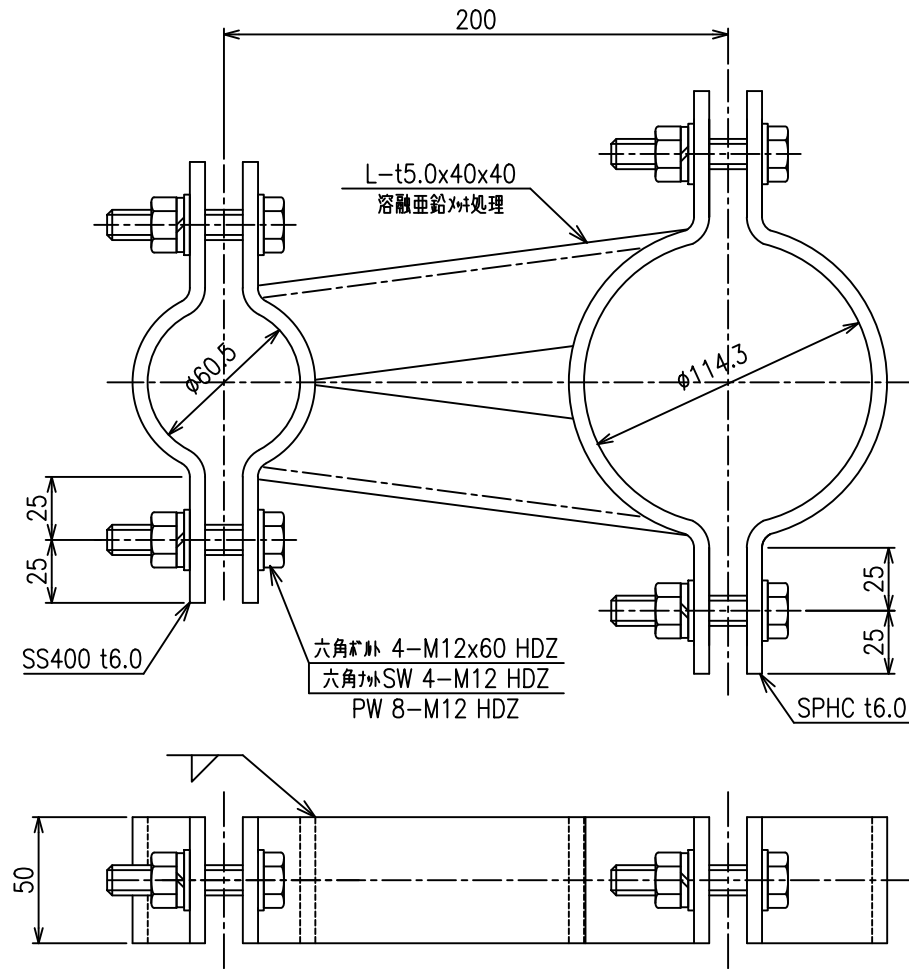 200
L-t5.0x40x40
溶融亜鉛ﾒｯｷ処理
φ60.5
φ114.3
25
25
25
25
SS400 t6.0
六角ﾎﾞﾙﾄ 4-M12x60 HDZ
六角ﾅｯﾄSW 4-M12 HDZ
PW 8-M12 HDZ
SPHC t6.0
50